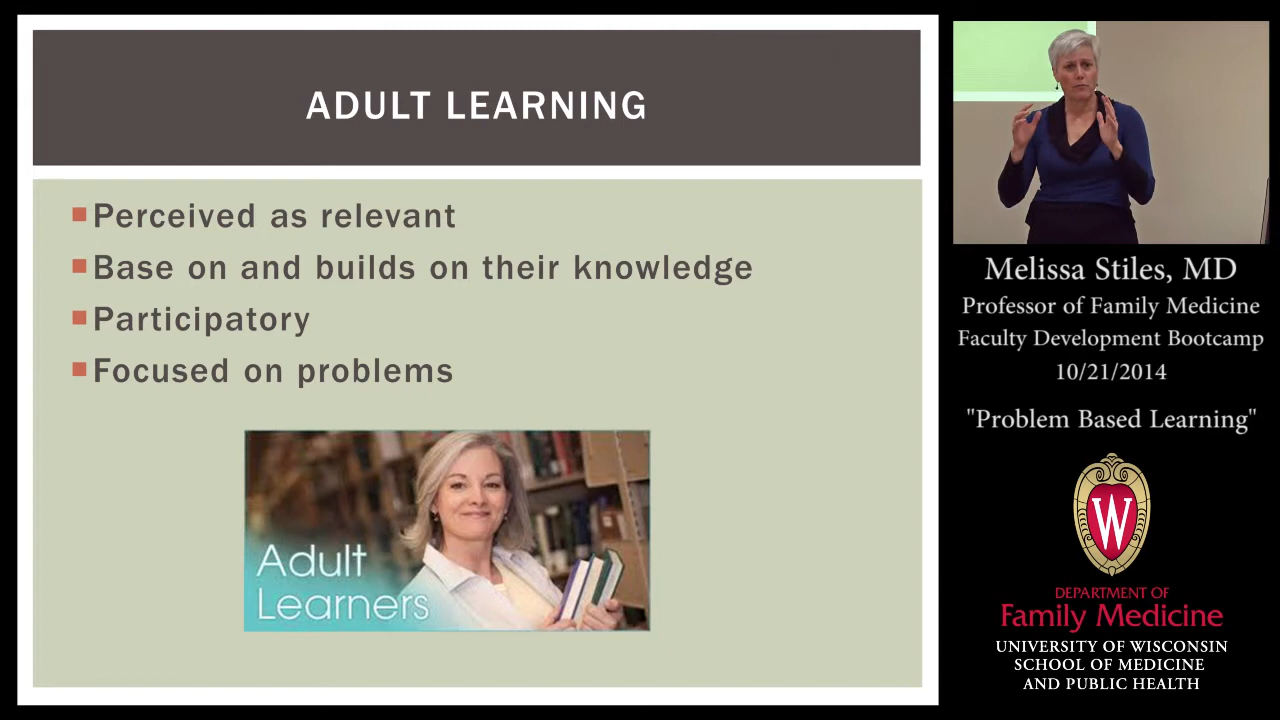 ADULT LEARNING
Perceived as relevant
Base on and builds on their knowledge
Participatory
Focused on problems
Adult
Learners
Melissa Stiles, MD
Professor of Family Medicine
Faculty Development Bootcamp
10/21/2014
"Problem Based Learning"
W
DEPARTMENT OF
Family Medicine
UNIVERSITY OF WISCONSIN
SCHOOL OF MEDICINE
AND PUBLIC HEALTH